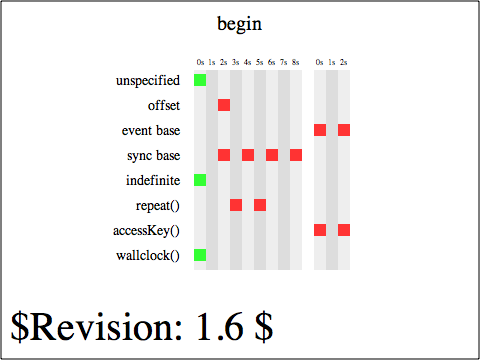 begin
0s 1s 2s 3s 4s 5s 6s 7s 8s 0s 1s 2s
unspecified
offset
event base
sync base
indefinite
repeat()
accessKey()
wallclock()
$Revision: 1.6 $